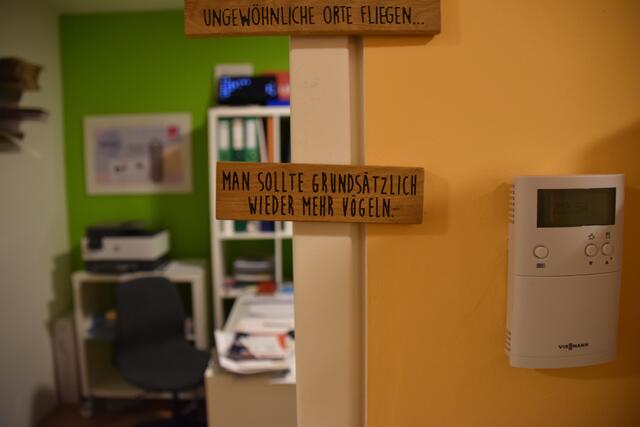 UNGEWÖHNLICHE ORTE FLIEGEN...
MAN SOLLTE GRUNDSÄTZLICH
WIEDER MEHR VÖGELN.
VIESMANN